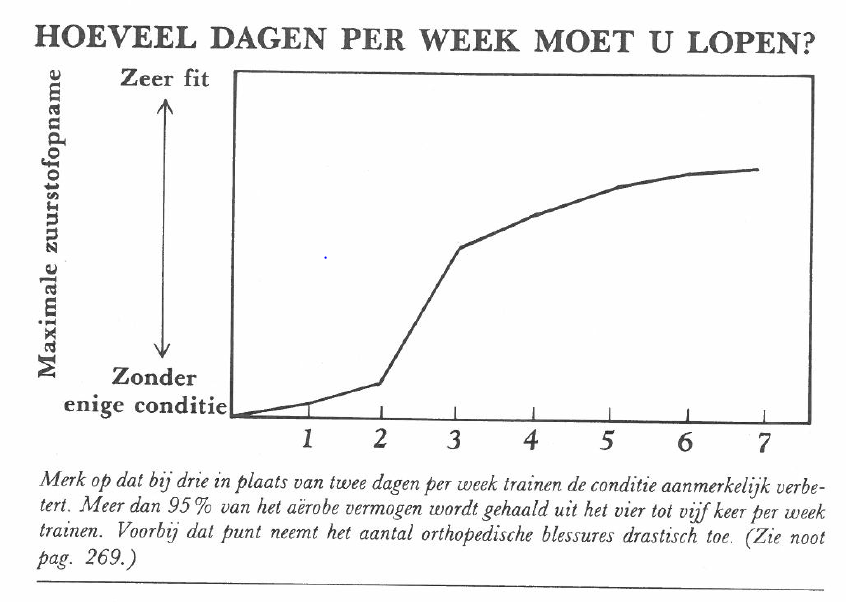 HOEVEEL DAGEN PER WEEK MOET U LOPEN?
Maximale zuurstofopname
Zeer fit
Zonder
enige conditie
1 2 3 4 5 6 7
Merk op dat bij drie in plaats van twee dagen per week trainen de conditie aanmerkelijk verbe-
tert. Meer dan 95% van het aërobe vermogen wordt gehaald uit het vier tot vijf keer per week
trainen. Voorbij dat punt neemt het aantal orthopedische blessures drastisch toe. (Zie noot
pag. 269.)